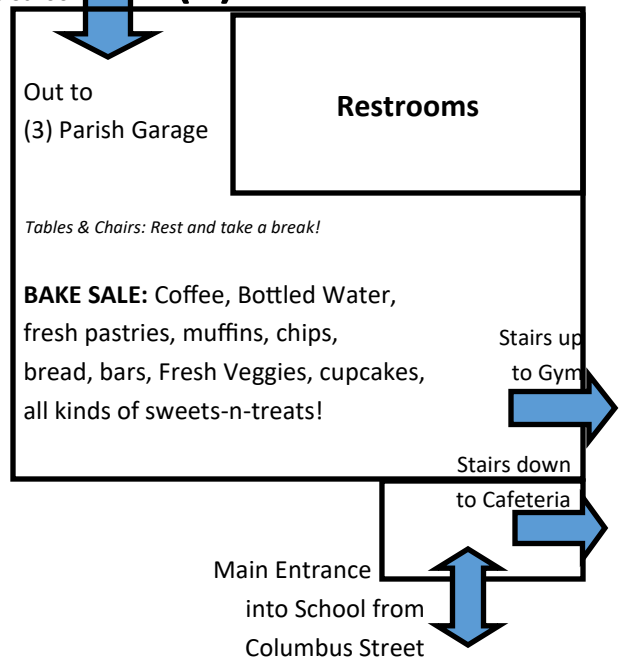 Out to
(3) Parish Garage
Restrooms
Tables & Chairs: Rest and take a break!
BAKE SALE: Coffee, Bottled Water,
fresh pastries, muffins, chips,
bread, bars, Fresh Veggies, cupcakes,
all kinds of sweets-n-treats!
Stairs up
to Gym
Stairs down
to Cafeteria
Main Entrance
into School from
Columbus Street